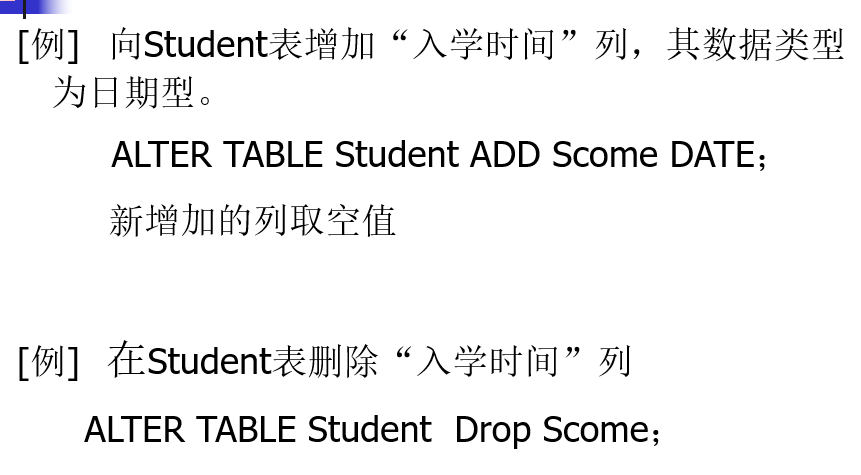 [例] 向Student表增加“入学时间”列，其数据类型
为日期型。
ALTER TABLE Student ADD Scome DATE；
新增加的列取空值
[例] 在Student表删除“入学时间”列
ALTER TABLE Student Drop Scome；